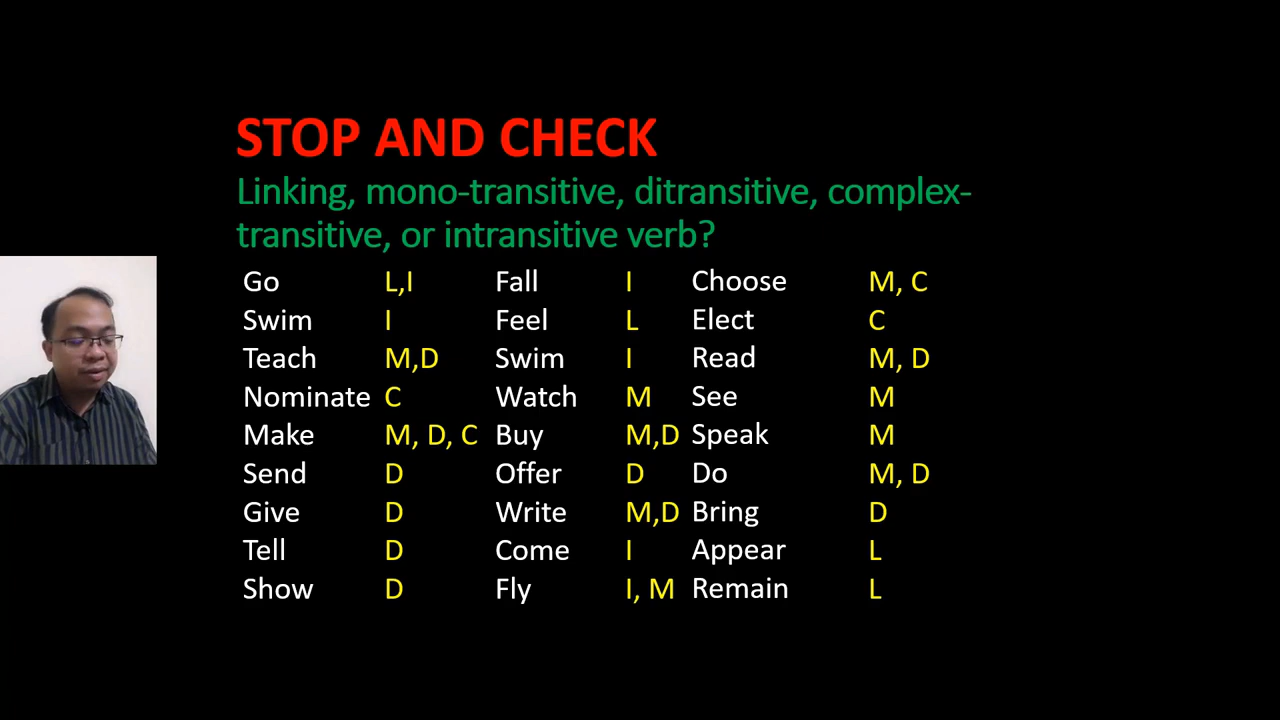 STOP AND CHECK
Linking, mono-transitive, ditransitive, complex-
transitive, or intransitive verb?
Go L,I Fall I Choose M, C
Swim I Feel L Elect C
Teach M,D Swim I Read M, D
Nominate C Watch M See M
Make M, D, C Buy M,D Speak M
Send D Offer D Do M, D
Give D Write M,D Bring D
Tell D Come I Appear L
Show D Fly I, M Remain L